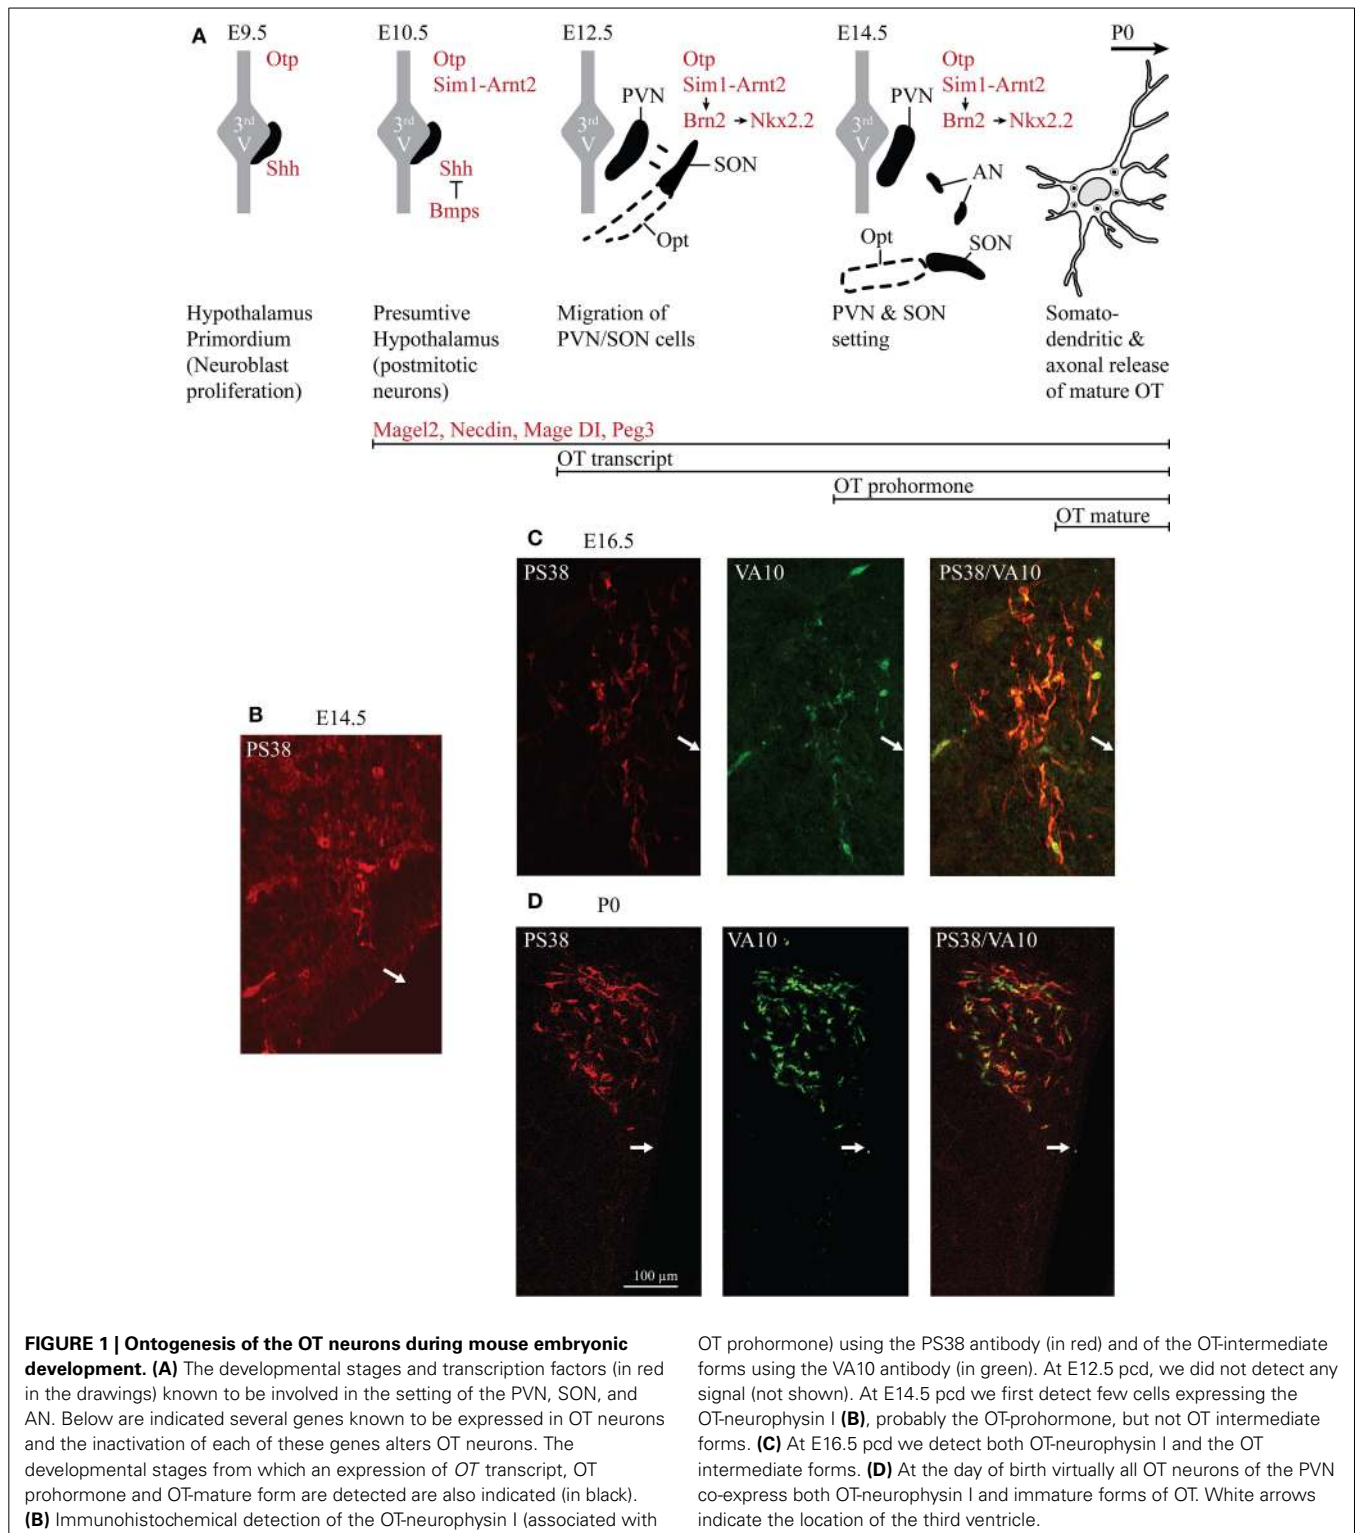 A
E9.5
E10.5
E12.5
E14.5
P0
Otp
3rd
V
Shh
Otp
Sim1-Arnt2
3rd
V
Shh
Bmps
Otp
Sim1-Arnt2
Brn2
Nkx2.2
PVN
3rd
V
SON
Opt
Otp
Sim1-Arnt2
Brn2
Nkx2.2
PVN
3rd
V
AN
Opt
SON
Hypothalamus
Primordium
(Neuroblast
proliferation)
Presumtive
Hypothalamus
(postmitotic
neurons)
Migration of
PVN/SON cells
PVN & SON
setting
Somato-
dendritic &
axonal release
of mature OT
Magel2, Necdin, Mage DI, Peg3
OT transcript
OT prohormone
OT mature
C
E16.5
PS38
VA10
PS38/VA10
B
E14.5
PS38
D
P0
PS38
VA10
PS38/VA10
100 µm
FIGURE 1 | Ontogenesis of the OT neurons during mouse embryonic
development. (A) The developmental stages and transcription factors (in red
in the drawings) known to be involved in the setting of the PVN, SON, and
AN. Below are indicated several genes known to be expressed in OT neurons
and the inactivation of each of these genes alters OT neurons. The
developmental stages from which an expression of OT transcript, OT
prohormone and OT-mature form are detected are also indicated (in black).
(B) Immunohistochemical detection of the OT-neurophysin I (associated with
OT prohormone) using the PS38 antibody (in red) and of the OT-intermediate
forms using the VA10 antibody (in green). At E12.5 pcd, we did not detect any
signal (not shown). At E14.5 pcd we first detect few cells expressing the
OT-neurophysin I (B), probably the OT-prohormone, but not OT intermediate
forms. (C) At E16.5 pcd we detect both OT-neurophysin I and the OT
intermediate forms. (D) At the day of birth virtually all OT neurons of the PVN
co-express both OT-neurophysin I and immature forms of OT. White arrows
indicate the location of the third ventricle.